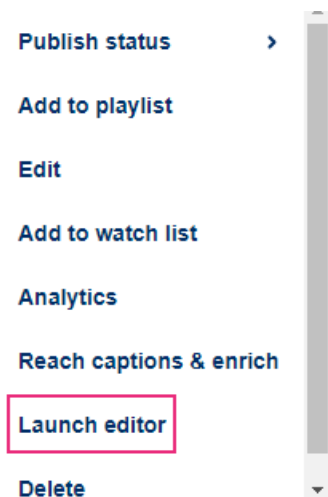 Publish status
Add to playlist
Edit
Add to watch list
Analytics
Reach captions & enrich
Launch editor
Delete